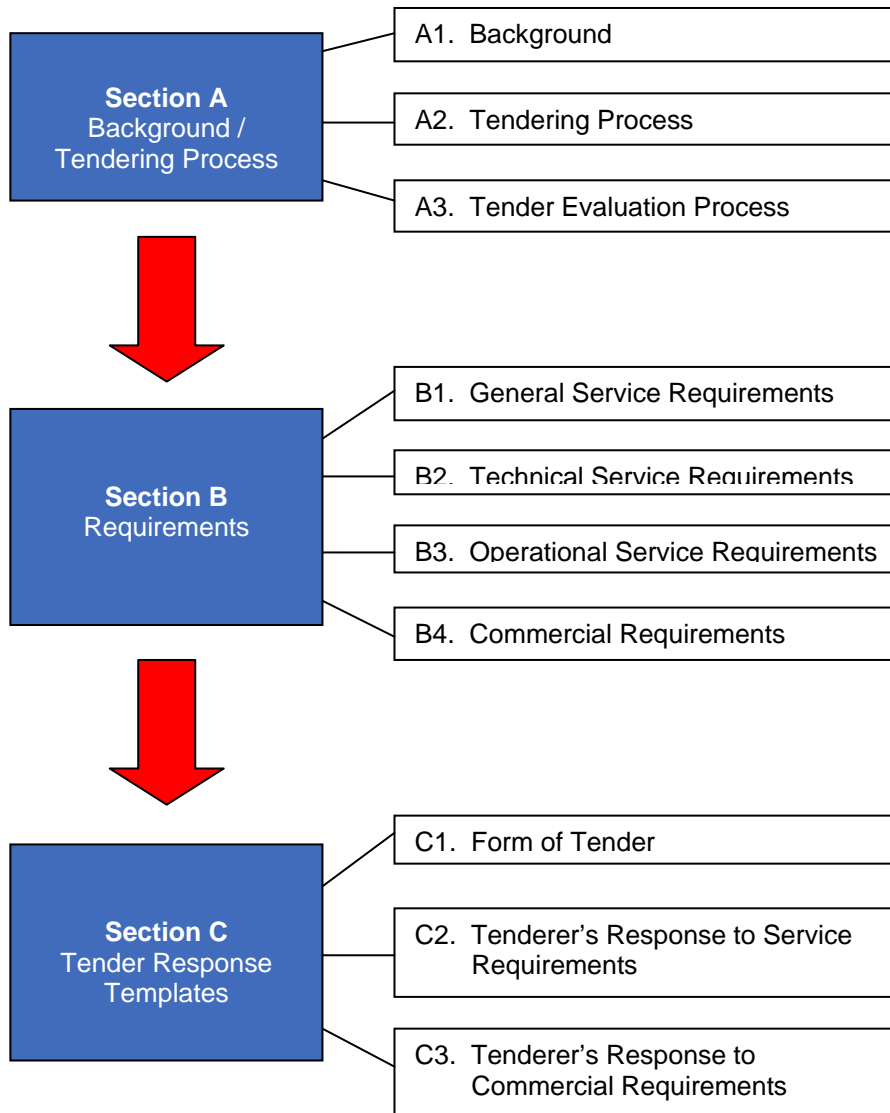 Section A
Background /
Tendering Process
A1. Background
A2. Tendering Process
A3. Tender Evaluation Process
Section B
Requirements
B1. General Service Requirements
B2. Technical Service Requirements
B3. Operational Service Requirements
B4. Commercial Requirements
Section C
Tender Response
Templates
C1. Form of Tender
C2. Tenderer's Response to Service
Requirements
C3. Tenderer's Response to
Commercial Requirements